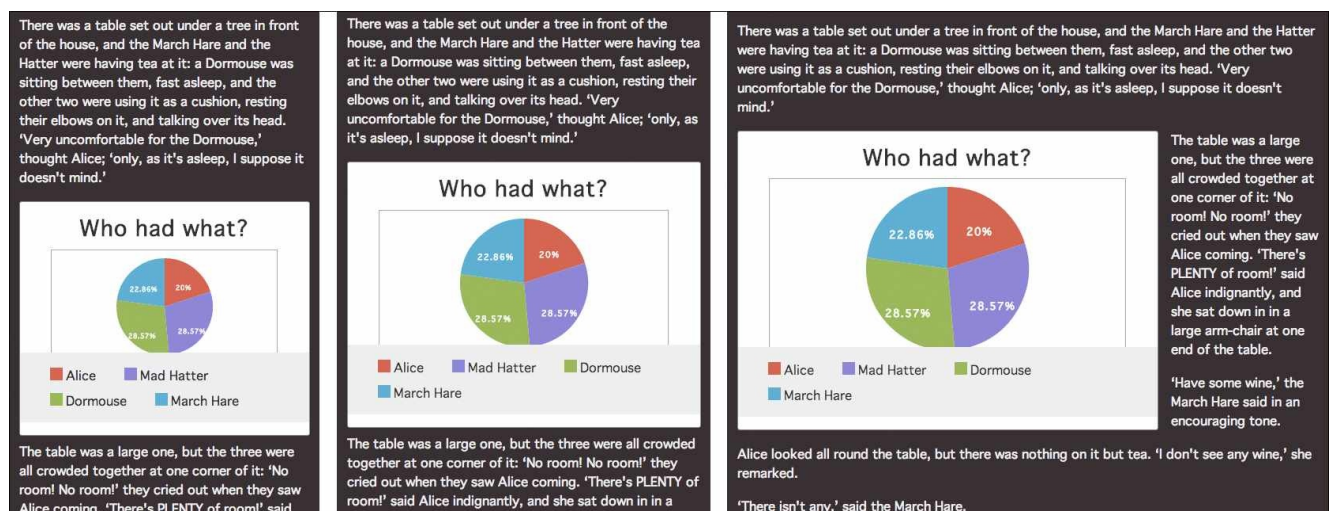 There was a table set out under a tree in front
of the house, and the March Hare and the
Hatter were having tea at it: a Dormouse was
sitting between them, fast asleep, and the
other two were using it as a cushion, resting
their elbows on it, and talking over its head.
‘Very uncomfortable for the Dormouse,’
thought Alice; ‘only, as it's asleep, I suppose it
doesn't mind.’
Who had what?
22.86%
20%
28.57%
28.57%
Alice
Mad Hatter
Dormouse
March Hare
The table was a large one, but the three were
all crowded together at one corner of it: ‘No
room! No room!’ they cried out when they saw
Alice coming. ‘There's PLENTY of room!’ said
There was a table set out under a tree in front of the
house, and the March Hare and the Hatter were having tea
at it: a Dormouse was sitting between them, fast asleep,
and the other two were using it as a cushion, resting their
elbows on it, and talking over its head. ‘Very
uncomfortable for the Dormouse,’ thought Alice; ‘only, as
it's asleep, I suppose it doesn't mind.’
Who had what?
22.86%
20%
28.57%
28.57%
Alice
Mad Hatter
Dormouse
March Hare
The table was a large one, but the three were all crowded
together at one corner of it: ‘No room! No room!’ they
cried out when they saw Alice coming. ‘There's PLENTY of
room!’ said Alice indignantly, and she sat down in in a
There was a table set out under a tree in front of the house, and the March Hare and the Hatter
were having tea at it: a Dormouse was sitting between them, fast asleep, and the other two
were using it as a cushion, resting their elbows on it, and talking over its head. ‘Very
uncomfortable for the Dormouse,’ thought Alice; ‘only, as it's asleep, I suppose it doesn't
mind.’
Who had what?
22.86%
20%
28.57%
28.57%
Alice
Mad Hatter
Dormouse
March Hare
The table was a large
one, but the three were
all crowded together at
one corner of it: ‘No
room! No room!’ they
cried out when they saw
Alice coming. ‘There's
PLENTY of room!’ said
Alice indignantly, and
she sat down in in a
large arm-chair at one
end of the table.
‘Have some wine,’ the
March Hare said in an
encouraging tone.
Alice looked all round the table, but there was nothing on it but tea. ‘I don't see any wine,’ she
remarked.
‘There isn't any,’ said the March Hare.